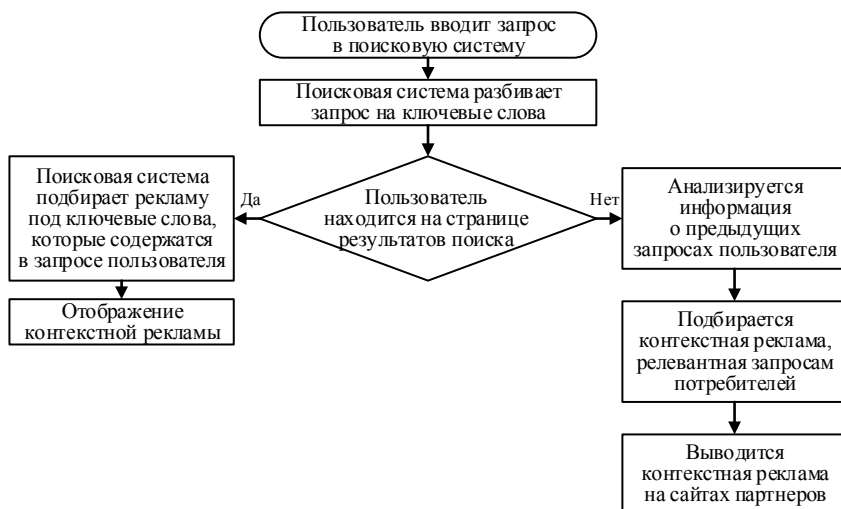 Пользователь вводит запрос
в поисковую систему
Поисковая система разбивает
запрос на ключевые слова
Поисковая система
подбирает рекламу
под ключевые слова,
которые содержатся
в запросе пользователя
Да
Пользователь
находится на странице
результатов поиска
Нет
Анализируется
информация
о предыдущих
запросах пользователя
Отображение
контекстной рекламы
Подбирается
контекстная реклама,
релевантная запросам
потребителей
Выводится
контекстная реклама
на сайтах партнеров